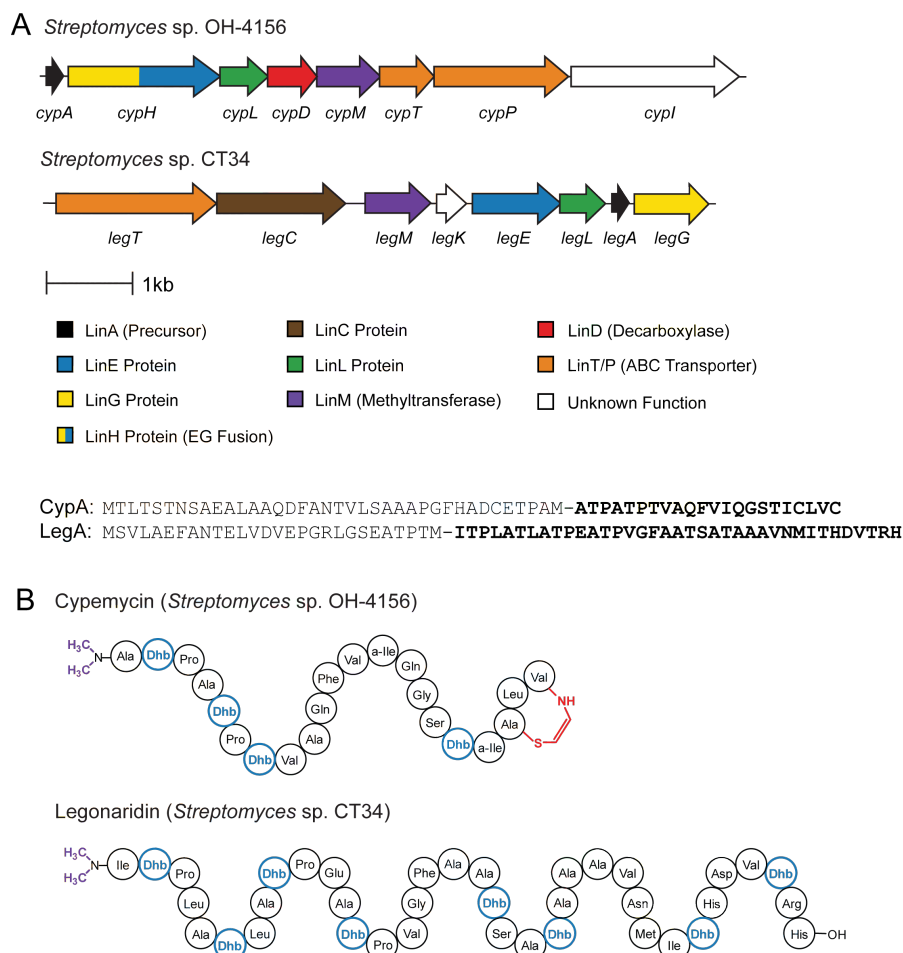 A Streptomyces sp. OH-4156
cypA cypH cypL cypD cypM cypT cypP cypI
Streptomyces sp. CT34
legT legC legM legK legE legL legA legG
1kb
LinA (Precursor) LinC Protein LinD (Decarboxylase)
LinE Protein LinL Protein LinT/P (ABC Transporter)
LinG Protein LinM (Methyltransferase) Unknown Function
LinH Protein (EG Fusion)
CypA: MTLTSTNSAEALAAQDFANTVLSAAAPGFHADCETPAM-ATPATPTVAQFVIQGSTICLVC
LegA: MSVLAEFANTELVDVEPGRLGSEATPTM-ITPLATLATPEATPVGFAATSATAAAVNMITHDVTRH
B Cypemycin (Streptomyces sp. OH-4156)
H₃C H₃C N Ala Dhb Pro Ala Dhb Pro Dhb Val Ala Gln Phe Val a-Ile Gln Gly Ser Dhb a-Ile Ala Leu Val NH S
Legonaridin (Streptomyces sp. CT34)
H₃C H₃C N Ile Dhb Pro Leu Ala Dhb Leu Ala Dhb Pro Glu Ala Dhb Pro Val Gly Phe Ala Ala Dhb Ser Ala Dhb Ala Ala Ala Val Asn Met Ile Dhb His Asp Val Dhb Arg His OH